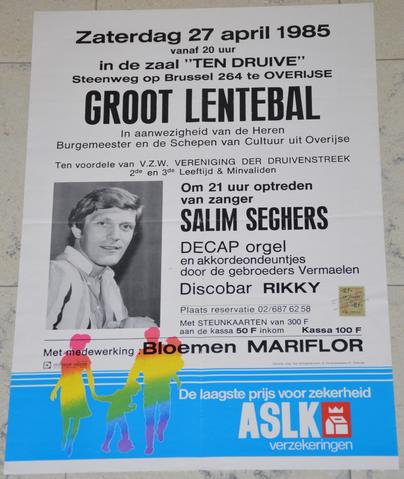 Zaterdag 27 april 1985
vanaf 20 uur
in de zaal "TEN DRUIVE"
Steenweg op Brussel 264 te OVERIJSE
GROOT LENTEBAL
In aanwezigheid van de Heren
Burgemeester en de Schepen van Cultuur uit Overijse
Ten voordele van V.Z.W. VERENIGING DER DRUIVENSTREEK
2de en 3de Leeftijd & Minvaliden
Om 21 uur optreden
van zanger
SALIM SEGHERS
DECAP orgel
en akkordeondeuntjes
door de gebroeders Vermaelen
Discobar RIKKY
Plaats reservatie 02/687 62 58
Met STEUNKAARTEN van 300 F
aan de kassa 50 F inkom Kassa 100 F
Met medewerking: Bloemen MARIFLOR
De laagste prijs voor zekerheid
ASLK
verzekeringen